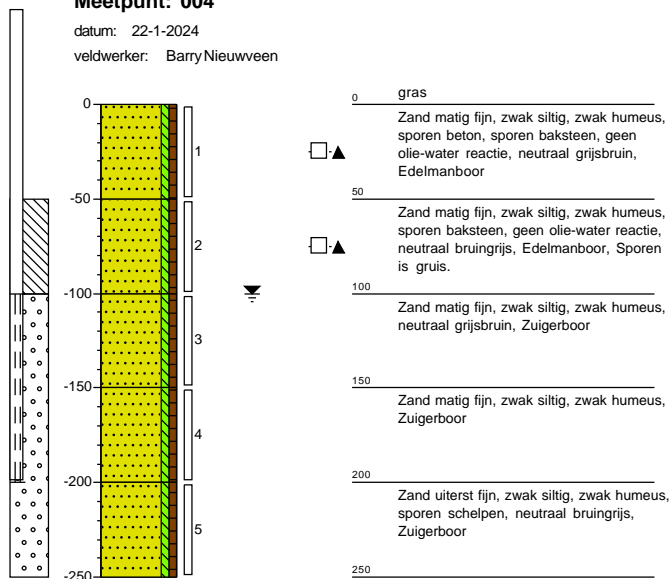 Meetpunt: 004
datum: 22-1-2024
veldwerker: Barry Nieuwveen
0
-50
-100
-150
-200
-250
1
2
3
4
5
0
gras
Zand matig fijn, zwak siltig, zwak humeus,
sporen beton, sporen baksteen, geen
olie-water reactie, neutraal grijsbruin,
Edelmanboor
50
Zand matig fijn, zwak siltig, zwak humeus,
sporen baksteen, geen olie-water reactie,
neutraal bruingrijs, Edelmanboor, Sporen
is gruis.
100
Zand matig fijn, zwak siltig, zwak humeus,
neutraal grijsbruin, Zuigerboor
150
Zand matig fijn, zwak siltig, zwak humeus,
Zuigerboor
200
Zand uiterst fijn, zwak siltig, zwak humeus,
sporen schelpen, neutraal bruingrijs,
Zuigerboor
250